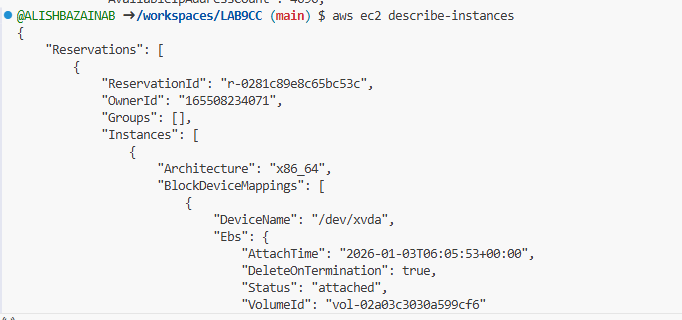 @ALISHBAZAINAB →/workspaces/LAB9CC (main) $ aws ec2 describe-instances
{
"Reservations": [
{
"ReservationId": "r-0281c89e8c65bc53c",
"OwnerId": "165508234071",
"Groups": [],
"Instances": [
{
"Architecture": "x86_64",
"BlockDeviceMappings": [
{
"DeviceName": "/dev/xvda",
"Ebs": {
"AttachTime": "2026-01-03T06:05:53+00:00",
"DeleteOnTermination": true,
"Status": "attached",
"VolumeId": "vol-02a03c3030a599cf6"